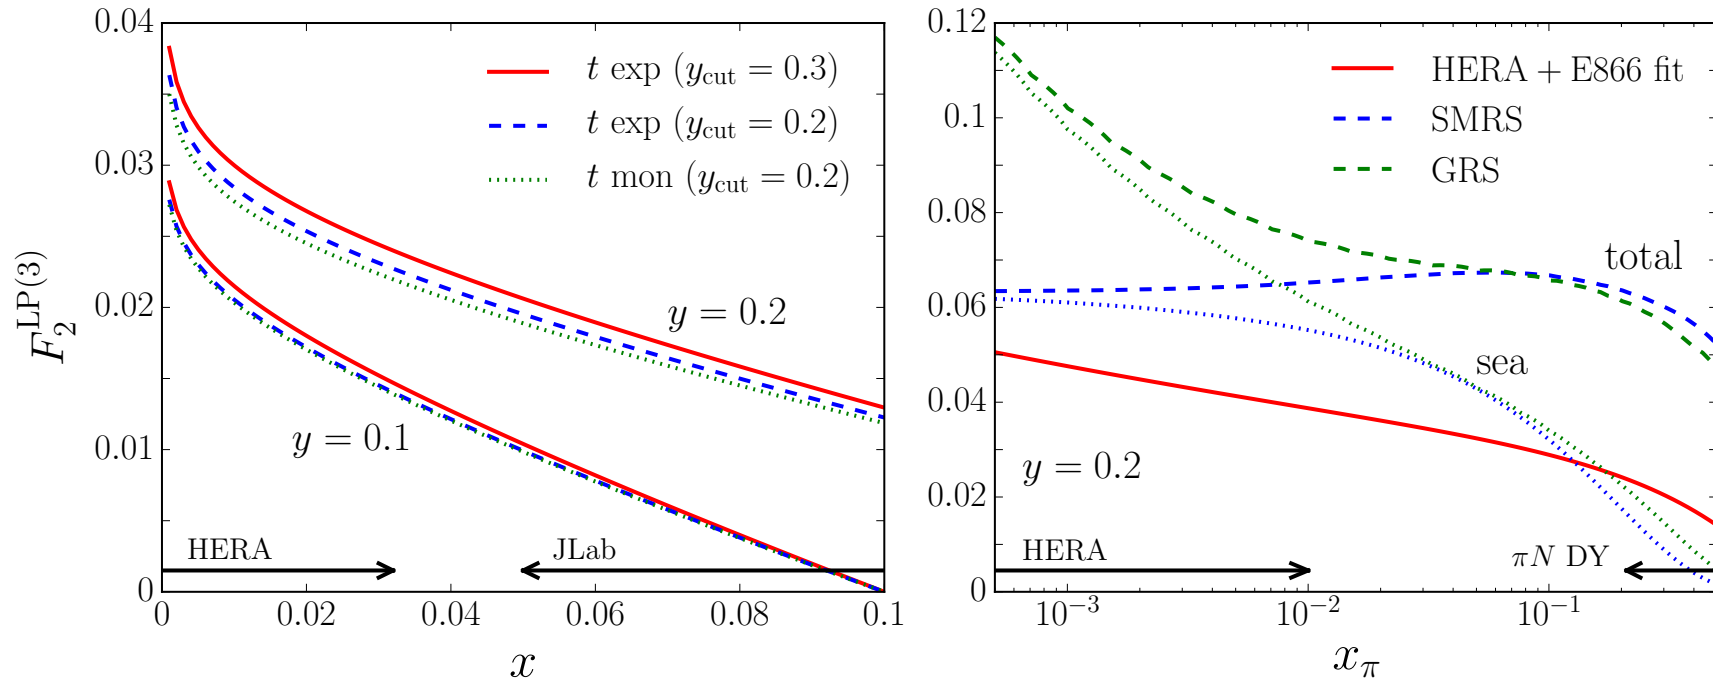 F₂^LP(3)
0.04
0.03
0.02
0.01
0
t exp (y_cut = 0.3)
t exp (y_cut = 0.2)
t mon (y_cut = 0.2)
y = 0.2
y = 0.1
HERA
JLab
0 0.02 0.04 0.06 0.08 0.1
x
0.12
0.1
0.08
0.06
0.04
0.02
0
HERA + E866 fit
SMRS
GRS
total
sea
y = 0.2
HERA
πN DY
10⁻³ 10⁻² 10⁻¹
x_π